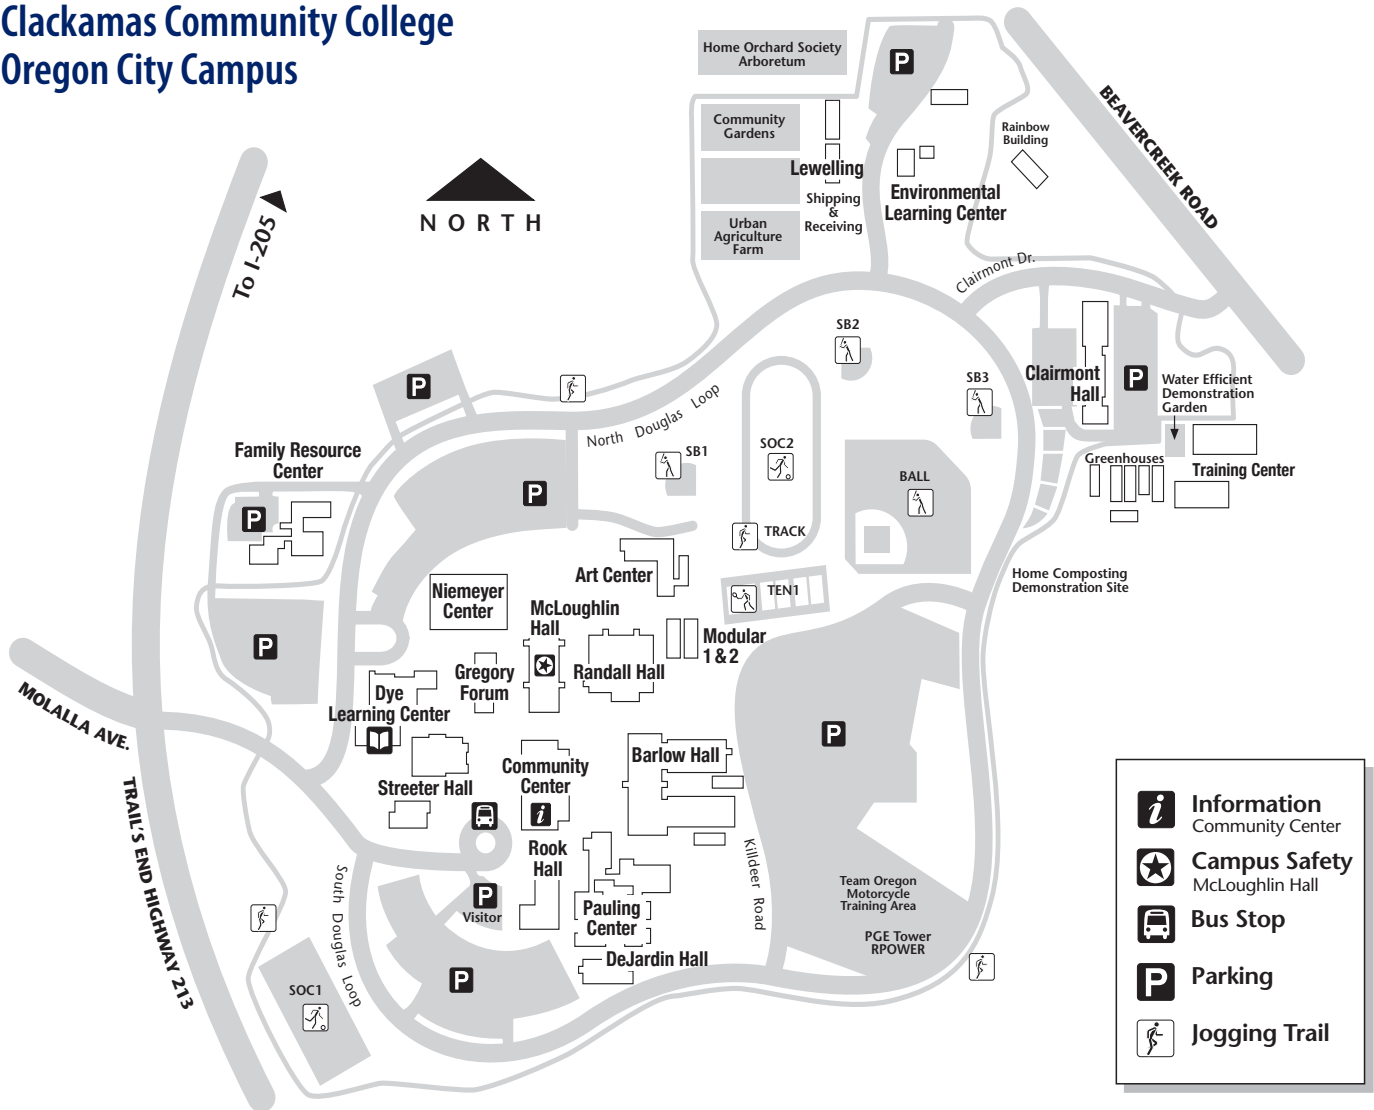 Clackamas Community College
Oregon City Campus
NORTH
To I-205
Home Orchard Society
Arboretum
P
Community
Gardens
Lewelling
Shipping
&
Receiving
Urban
Agriculture
Farm
Environmental
Learning Center
Rainbow
Building
BEAVERCREEK ROAD
Clairmont Dr.
SB2
SB3
Clairmont
Hall
P
Water Efficient
Demonstration
Garden
Greenhouses
Training Center
P
North Douglas Loop
SB1
SOC2
BALL
TRACK
Family Resource
Center
P
P
Home Composting
Demonstration Site
Art Center
TEN1
Niemeyer
Center
McLoughlin
Hall
Modular
1 & 2
P
Gregory
Forum
Randall Hall
Dye
Learning Center
MOLALLA AVE.
TRAIL'S END HIGHWAY 213
P
Barlow Hall
Community
Center
Streeter Hall
i
Rook
Hall
Killdeer Road
South Douglas Loop
P
Visitor
Pauling
Center
Team Oregon
Motorcycle
Training Area
PGE Tower
RPOWER
DeJardin Hall
P
SOC1
i
Information
Community Center
Campus Safety
McLoughlin Hall
Bus Stop
P
Parking
Jogging Trail